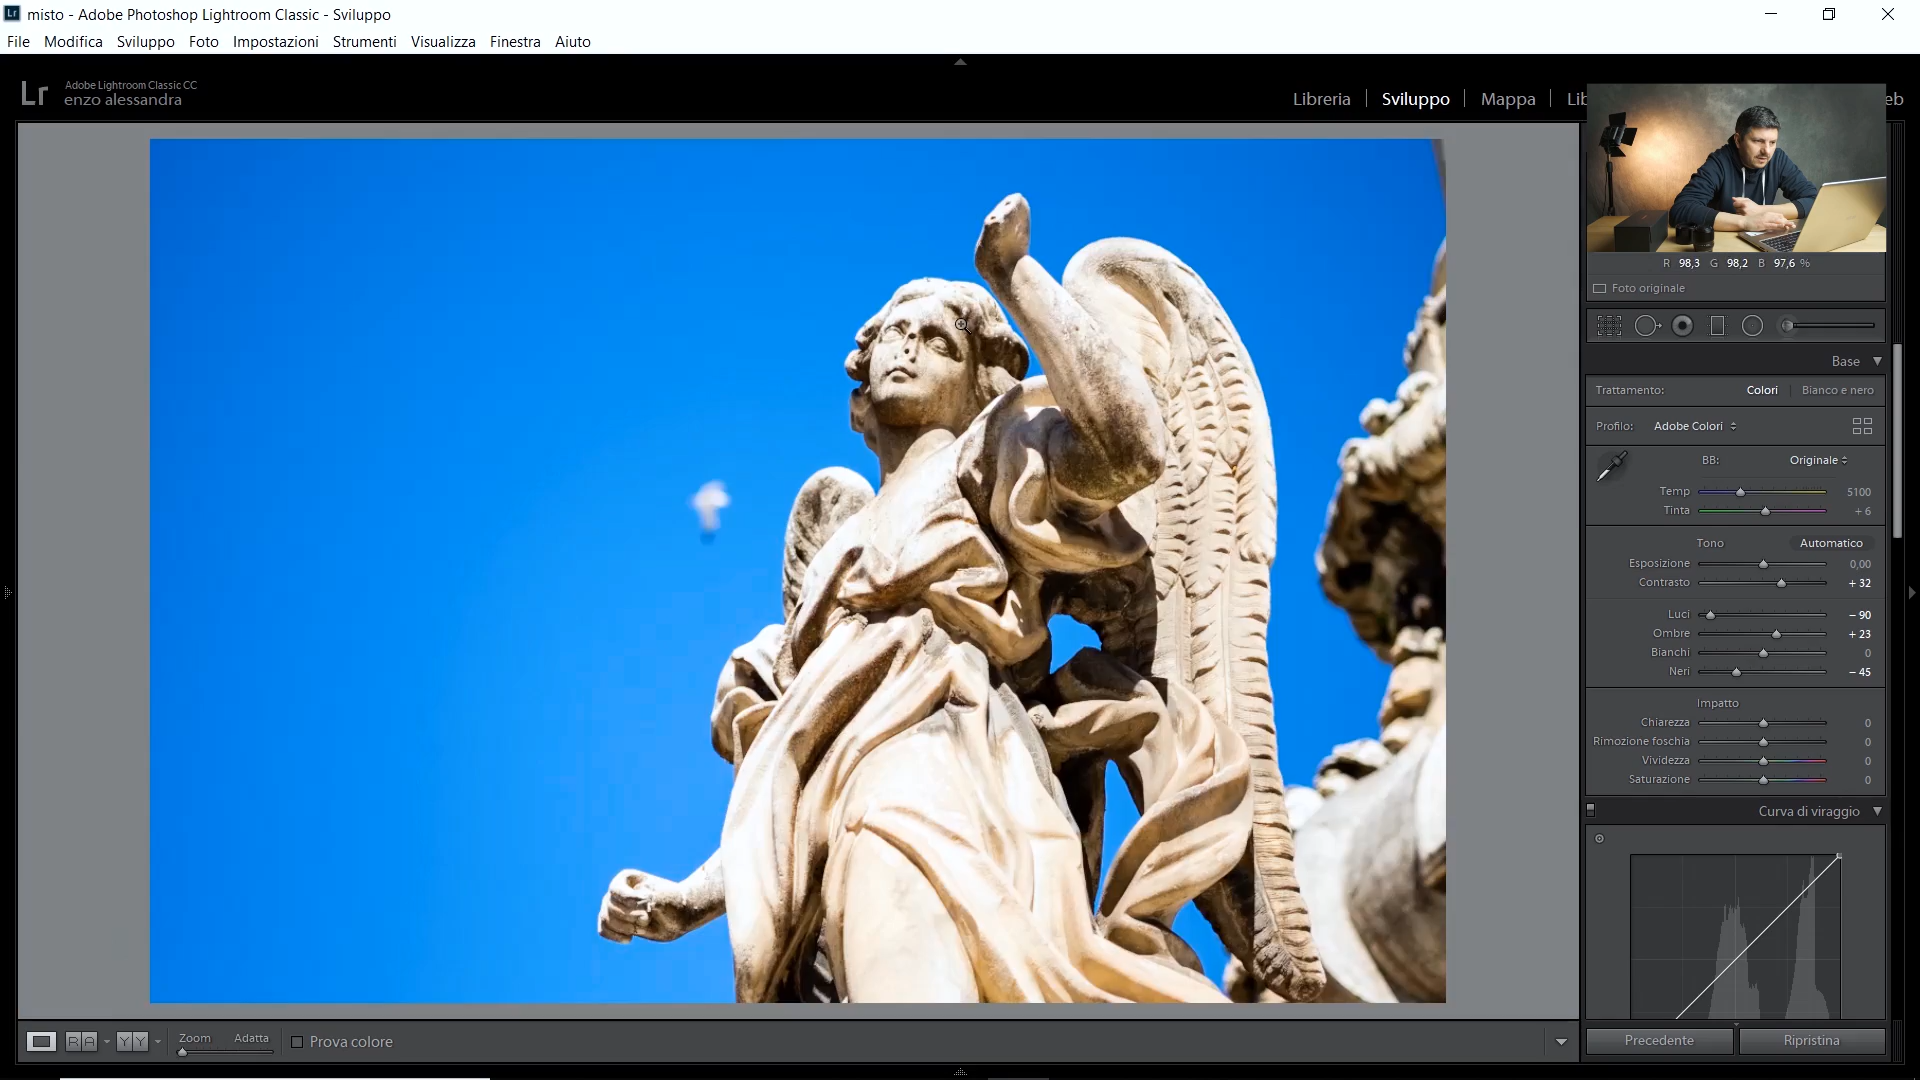 misto - Adobe Photoshop Lightroom Classic - Sviluppo
File Modifica Sviluppo Foto Impostazioni Strumenti Visualizza Finestra Aiuto
Lr Adobe Lightroom Classic CC
enzo alessandra
Libreria Sviluppo Mappa Lib eb
R 98,3 G 98,2 B 97,6 %
Foto originale
Base
Trattamento: Colori Bianco e nero
Profilo: Adobe Colori
BB: Originale
Temp 5100
Tinta + 6
Tono Automatico
Esposizione 0,00
Contrasto + 32
Luci − 90
Ombre + 23
Bianchi 0
Neri − 45
Impatto
Chiarezza 0
Rimozione foschia 0
Vividezza 0
Saturazione 0
Curva di viraggio
R A Y Y Zoom Adatta Prova colore
Precedente Ripristina